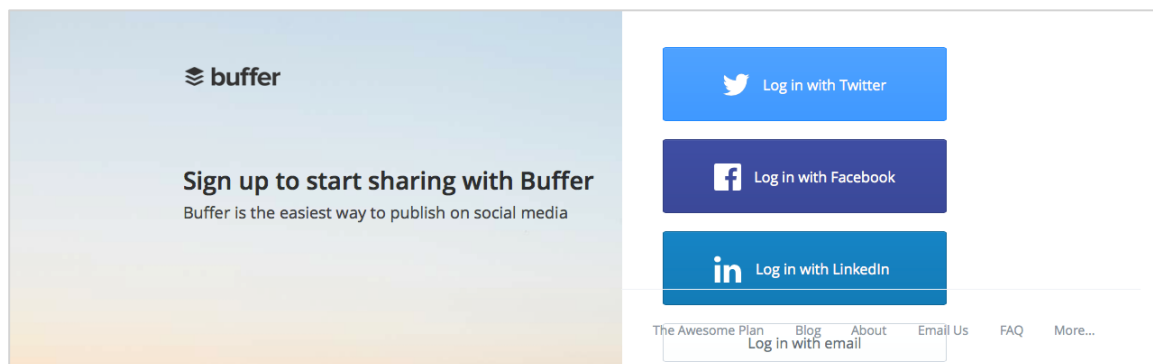 buffer
Sign up to start sharing with Buffer
Buffer is the easiest way to publish on social media
Log in with Twitter
Log in with Facebook
in Log in with LinkedIn
The Awesome Plan Blog About Email Us FAQ More...
Log in with email